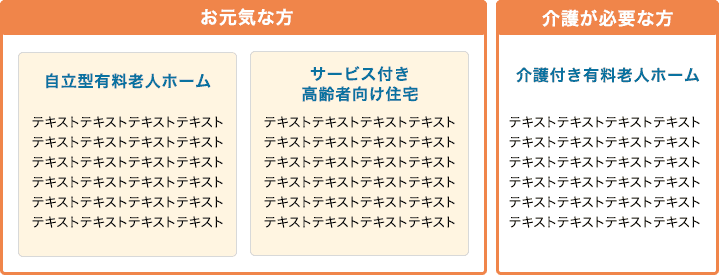 お元気な方
自立型有料老人ホーム
テキストテキストテキストテキスト
テキストテキストテキストテキスト
テキストテキストテキストテキスト
テキストテキストテキストテキスト
テキストテキストテキストテキスト
テキストテキストテキストテキスト
サービス付き
高齢者向け住宅
テキストテキストテキストテキスト
テキストテキストテキストテキスト
テキストテキストテキストテキスト
テキストテキストテキストテキスト
テキストテキストテキストテキスト
テキストテキストテキストテキスト
介護が必要な方
介護付き有料老人ホーム
テキストテキストテキストテキスト
テキストテキストテキストテキスト
テキストテキストテキストテキスト
テキストテキストテキストテキスト
テキストテキストテキストテキスト
テキストテキストテキストテキスト